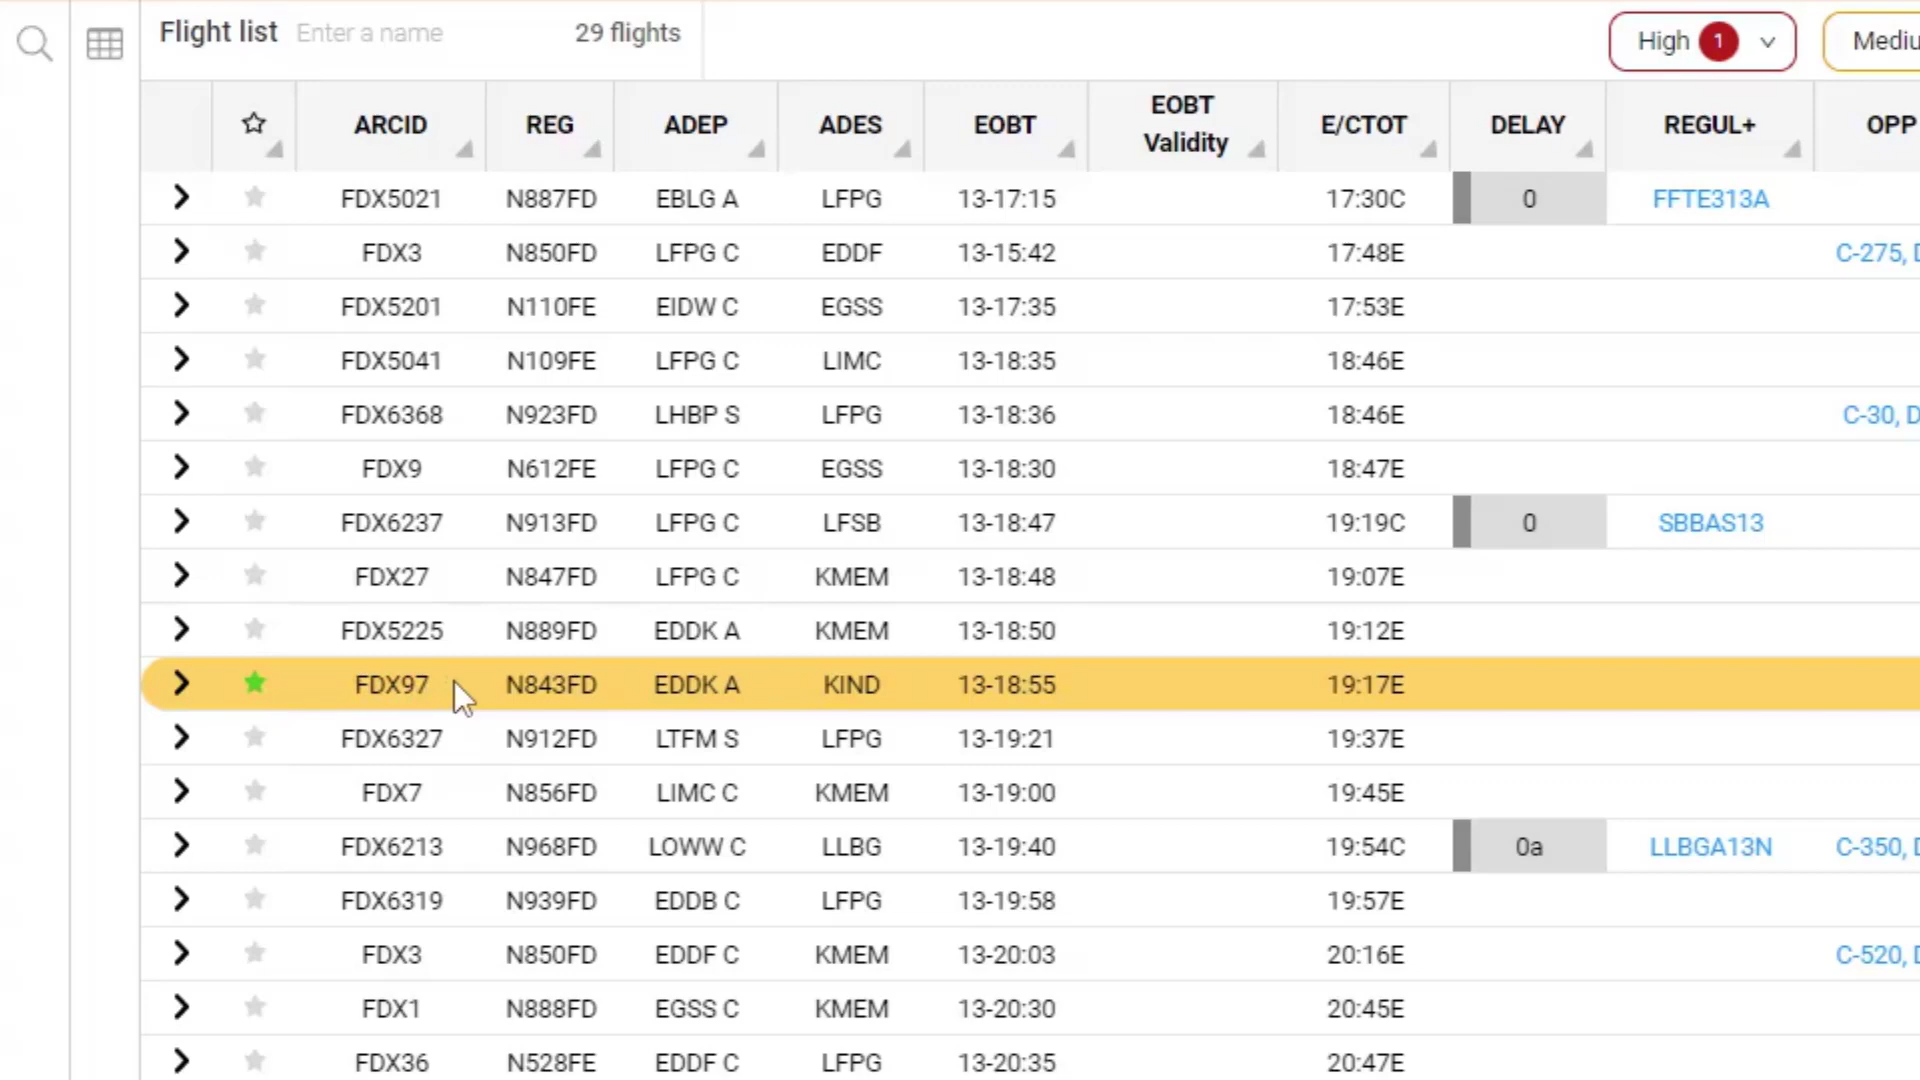 Flight list Enter a name 29 flights High 1 Mediu
ARCID REG ADEP ADES EOBT EOBT Validity E/CTOT DELAY REGUL+ OPP
FDX5021 N887FD EBLG A LFPG 13-17:15 17:30C 0 FFTE313A
FDX3 N850FD LFPG C EDDF 13-15:42 17:48E C-275, D
FDX5201 N110FE EIDW C EGSS 13-17:35 17:53E
FDX5041 N109FE LFPG C LIMC 13-18:35 18:46E
FDX6368 N923FD LHBP S LFPG 13-18:36 18:46E C-30, D
FDX9 N612FE LFPG C EGSS 13-18:30 18:47E
FDX6237 N913FD LFPG C LFSB 13-18:47 19:19C 0 SBBAS13
FDX27 N847FD LFPG C KMEM 13-18:48 19:07E
FDX5225 N889FD EDDK A KMEM 13-18:50 19:12E
FDX97 N843FD EDDK A KIND 13-18:55 19:17E
FDX6327 N912FD LTFM S LFPG 13-19:21 19:37E
FDX7 N856FD LIMC C KMEM 13-19:00 19:45E
FDX6213 N968FD LOWW C LLBG 13-19:40 19:54C 0a LLBGA13N C-350, D
FDX6319 N939FD EDDB C LFPG 13-19:58 19:57E
FDX3 N850FD EDDF C KMEM 13-20:03 20:16E C-520, D
FDX1 N888FD EGSS C KMEM 13-20:30 20:45E
FDX36 N528FE EDDF C LFPG 13-20:35 20:47E